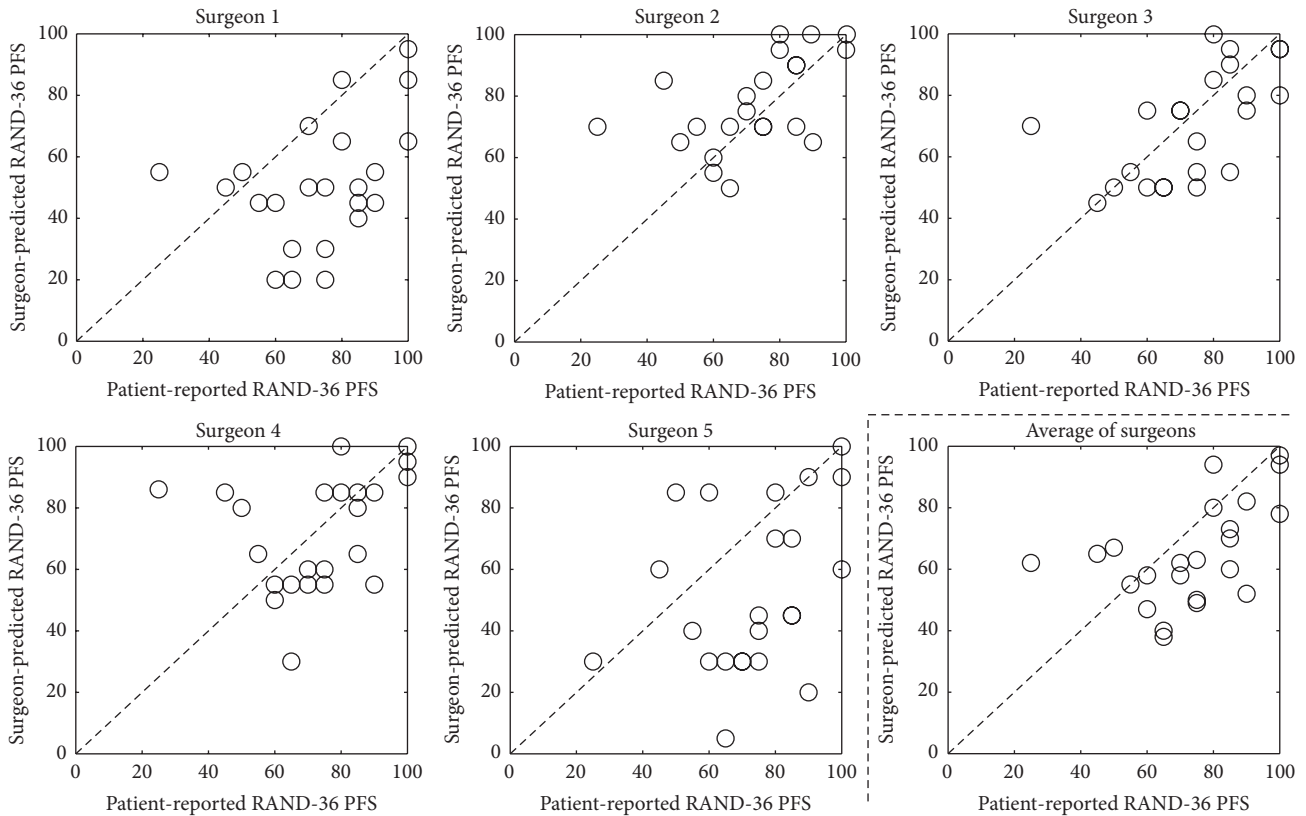 Surgeon 1
Surgeon-predicted RAND-36 PFS
100
80
60
40
20
0
0 20 40 60 80 100
Patient-reported RAND-36 PFS
Surgeon 2
Surgeon-predicted RAND-36 PFS
100
80
60
40
20
0
0 20 40 60 80 100
Patient-reported RAND-36 PFS
Surgeon 3
Surgeon-predicted RAND-36 PFS
100
80
60
40
20
0
0 20 40 60 80 100
Patient-reported RAND-36 PFS
Surgeon 4
Surgeon-predicted RAND-36 PFS
100
80
60
40
20
0
0 20 40 60 80 100
Patient-reported RAND-36 PFS
Surgeon 5
Surgeon-predicted RAND-36 PFS
100
80
60
40
20
0
0 20 40 60 80 100
Patient-reported RAND-36 PFS
Average of surgeons
Surgeon-predicted RAND-36 PFS
100
80
60
40
20
0
0 20 40 60 80 100
Patient-reported RAND-36 PFS